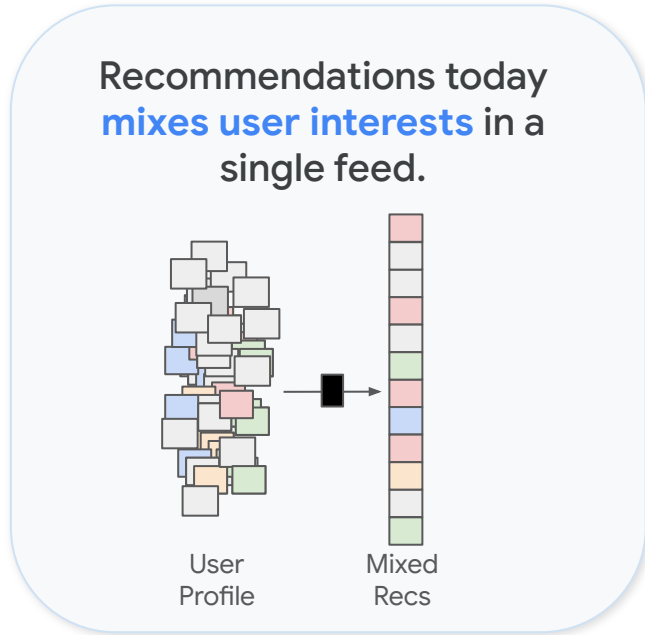 Recommendations today
mixes user interests in a
single feed.
User
Profile
Mixed
Recs